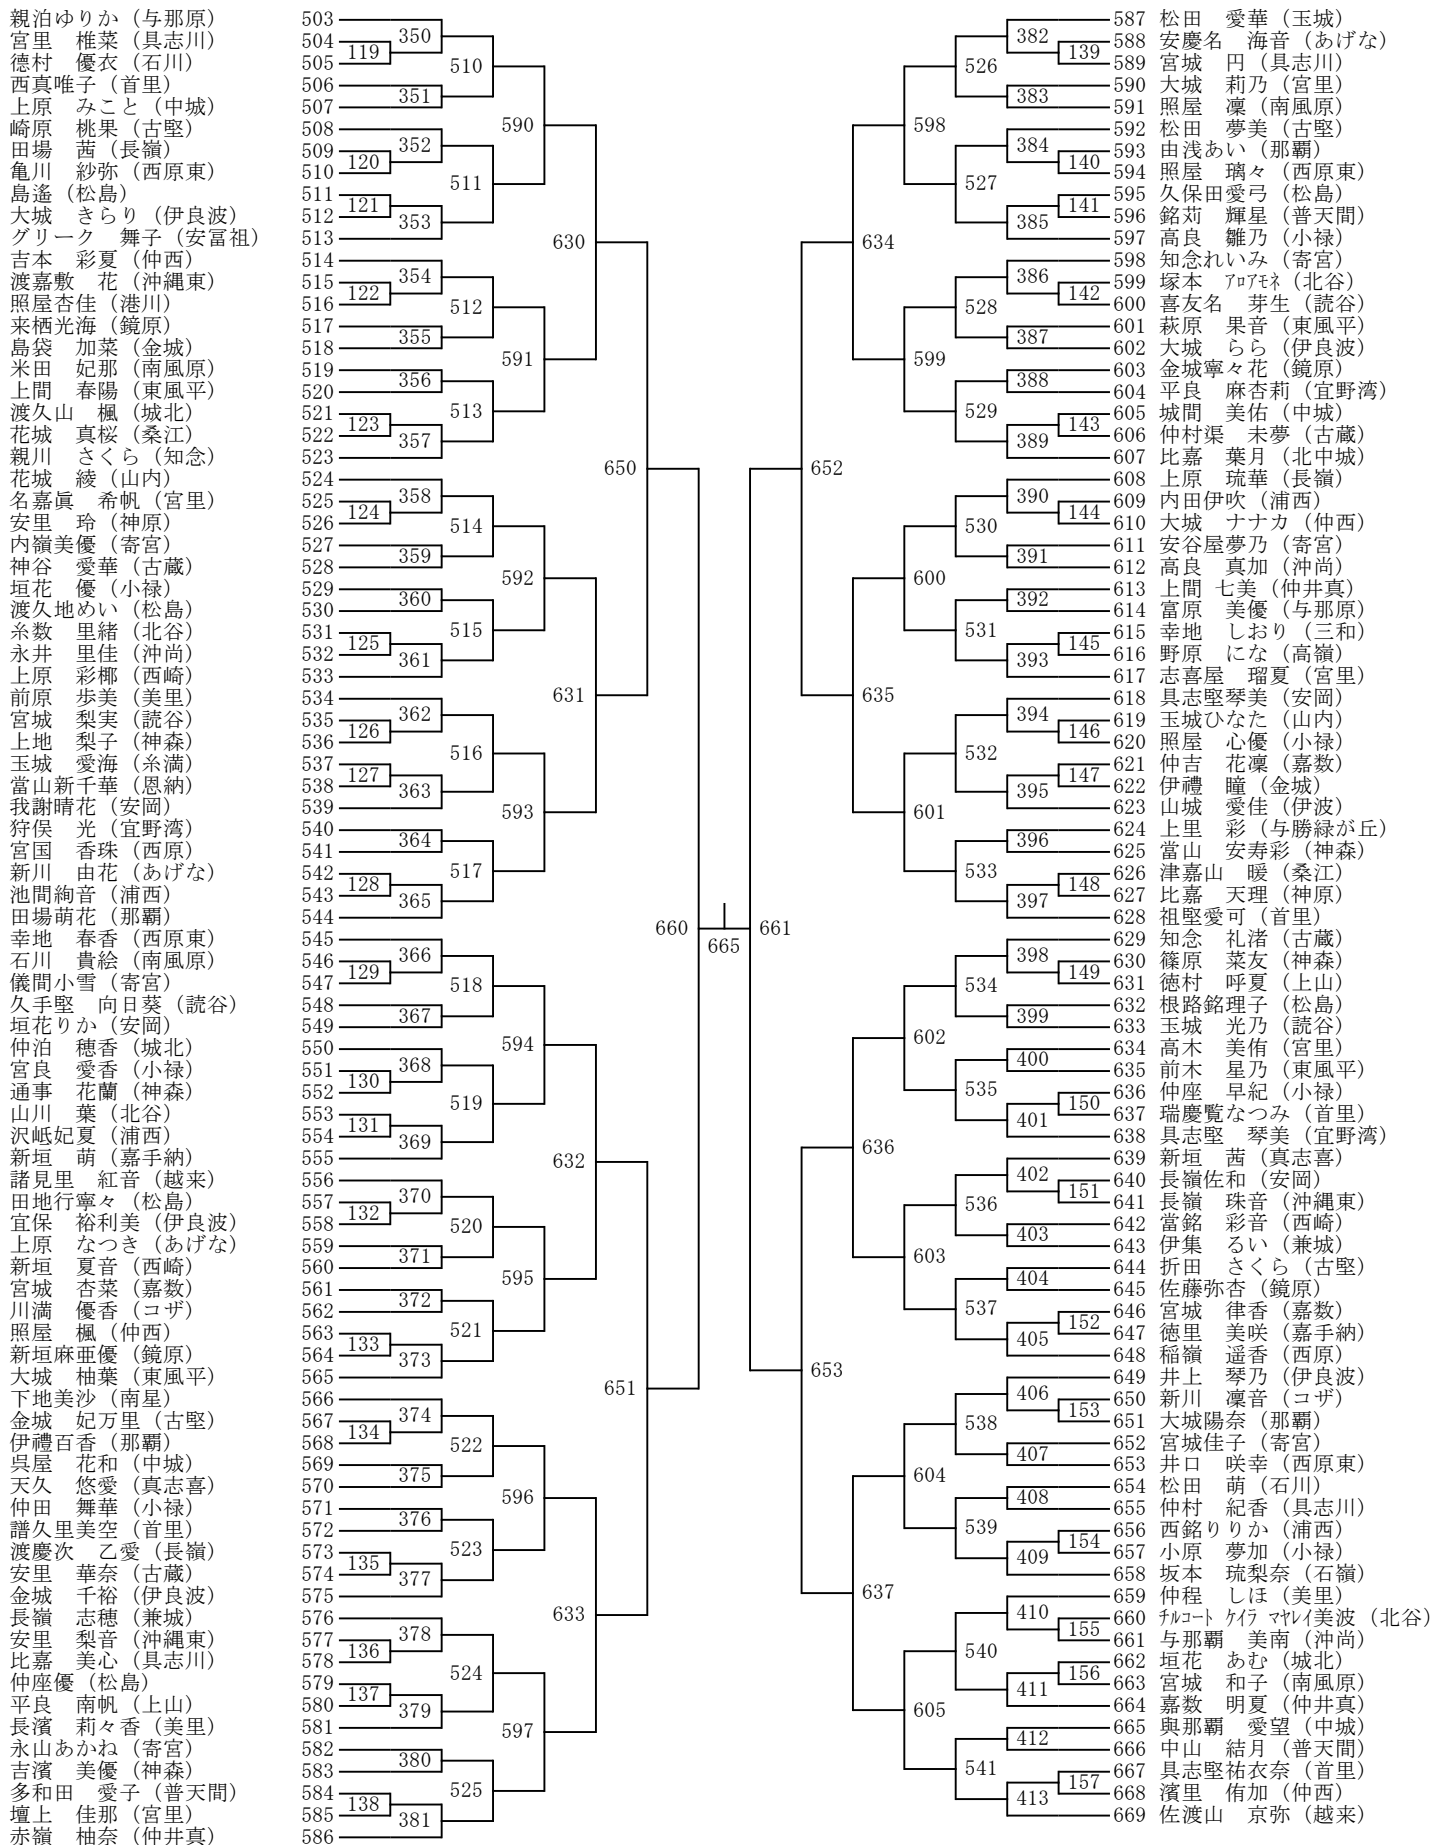 親泊ゆりか（与那原） 503
宮里　椎菜（具志川） 504
德村　優衣（石川） 505
西真唯子（首里） 506
上原　みこと（中城） 507
崎原　桃果（古堅） 508
田場　茜（長嶺） 509
亀川　紗弥（西原東） 510
島遙（松島） 511
大城　きらり（伊良波） 512
グリーク　舞子（安冨祖） 513
吉本　彩夏（仲西） 514
渡嘉敷　花（沖縄東） 515
照屋杏佳（港川） 516
来栖光海（鏡原） 517
島袋　加菜（金城） 518
米田　妃那（南風原） 519
上間　春陽（東風平） 520
渡久山　楓（城北） 521
花城　真桜（桑江） 522
親川　さくら（知念） 523
花城　綾（山内） 524
名嘉眞　希帆（宮里） 525
安里　玲（神原） 526
内嶺美優（寄宮） 527
神谷　愛華（古蔵） 528
垣花　優（小禄） 529
渡久地めい（松島） 530
糸数　里緒（北谷） 531
永井　里佳（沖尚） 532
上原　彩梛（西崎） 533
前原　歩美（美里） 534
宮城　梨実（読谷） 535
上地　梨子（神森） 536
玉城　愛海（糸満） 537
當山新千華（恩納） 538
我謝晴花（安岡） 539
狩俣　光（宜野湾） 540
宮国　香珠（西原） 541
新川　由花（あげな） 542
池間絢音（浦西） 543
田場萌花（那覇） 544
幸地　春香（西原東） 545
石川　貴絵（南風原） 546
儀間小雪（寄宮） 547
久手堅　向日葵（読谷） 548
垣花りか（安岡） 549
仲泊　穂香（城北） 550
宮良　愛香（小禄） 551
通事　花蘭（神森） 552
山川　葉（北谷） 553
沢岻妃夏（浦西） 554
新垣　萌（嘉手納） 555
諸見里　紅音（越来） 556
田地行寧々（松島） 557
宜保　裕利美（伊良波） 558
上原　なつき（あげな） 559
新垣　夏音（西崎） 560
宮城　杏菜（嘉数） 561
川満　優香（コザ） 562
照屋　楓（仲西） 563
新垣麻亜優（鏡原） 564
大城　柚葉（東風平） 565
下地美沙（南星） 566
金城　妃万里（古堅） 567
伊禮百香（那覇） 568
呉屋　花和（中城） 569
天久　悠愛（真志喜） 570
仲田　舞華（小禄） 571
譜久里美空（首里） 572
渡慶次　乙愛（長嶺） 573
安里　華奈（古蔵） 574
金城　千裕（伊良波） 575
長嶺　志穂（兼城） 576
安里　梨音（沖縄東） 577
比嘉　美心（具志川） 578
仲座優（松島） 579
平良　南帆（上山） 580
長濱　莉々香（美里） 581
永山あかね（寄宮） 582
吉濱　美優（神森） 583
多和田　愛子（普天間） 584
壇上　佳那（宮里） 585
赤嶺　柚奈（仲井真） 586
119
120
121
122
123
124
125
126
127
128
129
130
131
132
133
134
135
136
137
138
350
351
352
353
354
355
356
357
358
359
360
361
362
363
364
365
366
367
368
369
370
371
372
373
374
375
376
377
378
379
380
381
510
511
512
513
514
515
516
517
518
519
520
521
522
523
524
525
590
591
592
593
594
595
596
597
630
631
632
633
650
651
660
665
661
652
653
634
635
636
637
598
599
600
601
602
603
604
605
526
527
528
529
530
531
532
533
534
535
536
537
538
539
540
541
382
383
384
385
386
387
388
389
390
391
392
393
394
395
396
397
398
399
400
401
402
403
404
405
406
407
408
409
410
411
412
413
139
140
141
142
143
144
145
146
147
148
149
150
151
152
153
154
155
156
157
587 松田　愛華（玉城）
588 安慶名　海音（あげな）
589 宮城　円（具志川）
590 大城　莉乃（宮里）
591 照屋　凜（南風原）
592 松田　夢美（古堅）
593 由浅あい（那覇）
594 照屋　璃々（西原東）
595 久保田愛弓（松島）
596 銘苅　輝星（普天間）
597 高良　雛乃（小禄）
598 知念れいみ（寄宮）
599 塚本　ｱﾛｱﾓﾈ（北谷）
600 喜友名　芽生（読谷）
601 萩原　果音（東風平）
602 大城　らら（伊良波）
603 金城寧々花（鏡原）
604 平良　麻杏莉（宜野湾）
605 城間　美佑（中城）
606 仲村渠　未夢（古蔵）
607 比嘉　葉月（北中城）
608 上原　琉華（長嶺）
609 内田伊吹（浦西）
610 大城　ナナカ（仲西）
611 安谷屋夢乃（寄宮）
612 高良　真加（沖尚）
613 上間 七美（仲井真）
614 富原　美優（与那原）
615 幸地　しおり（三和）
616 野原　にな（高嶺）
617 志喜屋　瑠夏（宮里）
618 具志堅琴美（安岡）
619 玉城ひなた（山内）
620 照屋　心優（小禄）
621 仲吉　花凜（嘉数）
622 伊禮　瞳（金城）
623 山城　愛佳（伊波）
624 上里　彩（与勝緑が丘）
625 當山　安寿彩（神森）
626 津嘉山　暖（桑江）
627 比嘉　天理（神原）
628 祖堅愛可（首里）
629 知念　礼渚（古蔵）
630 篠原　菜友（神森）
631 徳村　呼夏（上山）
632 根路銘理子（松島）
633 玉城　光乃（読谷）
634 高木　美侑（宮里）
635 前木　星乃（東風平）
636 仲座　早紀（小禄）
637 瑞慶覧なつみ（首里）
638 具志堅　琴美（宜野湾）
639 新垣　茜（真志喜）
640 長嶺佐和（安岡）
641 長嶺　珠音（沖縄東）
642 當銘　彩音（西崎）
643 伊集　るい（兼城）
644 折田　さくら（古堅）
645 佐藤弥杏（鏡原）
646 宮城　律香（嘉数）
647 徳里　美咲（嘉手納）
648 稲嶺　遥香（西原）
649 井上　琴乃（伊良波）
650 新川　凜音（コザ）
651 大城陽奈（那覇）
652 宮城佳子（寄宮）
653 井口　咲幸（西原東）
654 松田　萌（石川）
655 仲村　紀香（具志川）
656 西銘りりか（浦西）
657 小原　夢加（小禄）
658 坂本　琉梨奈（石嶺）
659 仲程　しほ（美里）
660 ﾁﾙｺｰﾄ ｹｲﾗ ﾏﾔﾚｲ美波（北谷）
661 与那覇　美南（沖尚）
662 垣花　あむ（城北）
663 宮城　和子（南風原）
664 嘉数　明夏（仲井真）
665 與那覇　愛望（中城）
666 中山　結月（普天間）
667 具志堅祐衣奈（首里）
668 濱里　侑加（仲西）
669 佐渡山　京弥（越来）